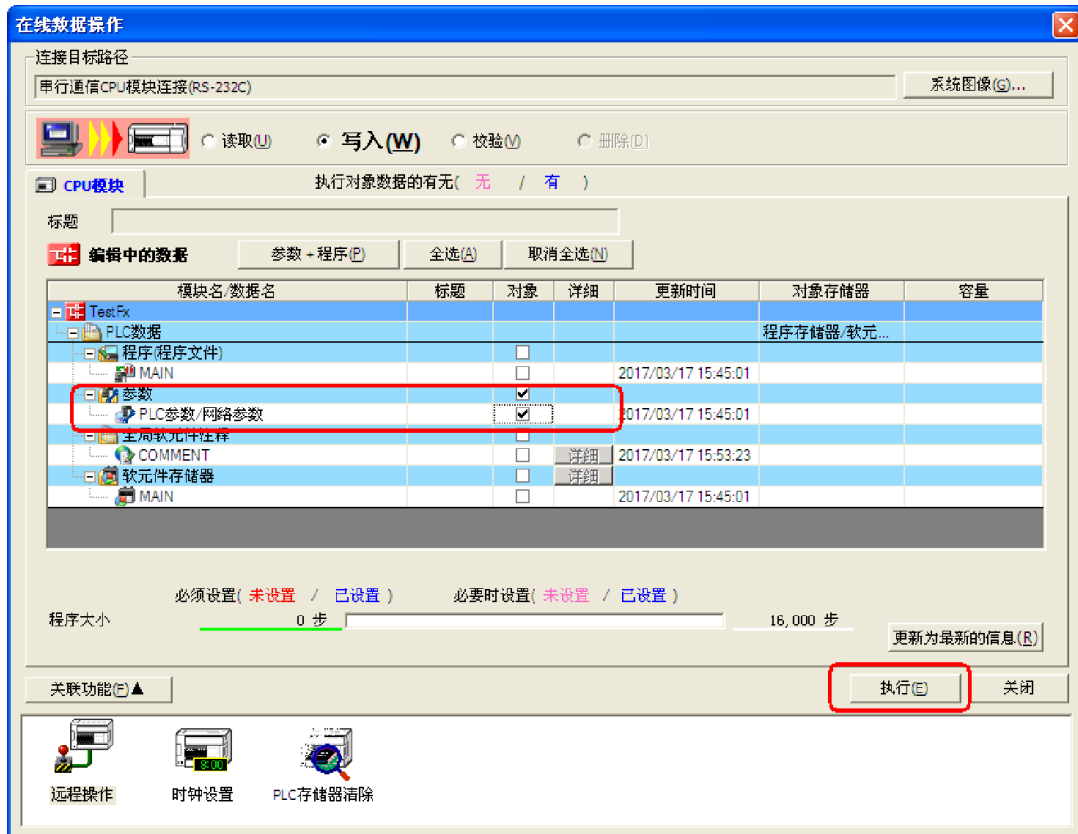 在线数据操作
连接目标路径
串行通信CPU模块连接(RS-232C)
系统图像(G)...
读取(U) 写入(W) 校验(V) 删除(D)
CPU模块 执行对象数据的有无( 无 / 有 )
标题
编辑中的数据 参数+程序(P) 全选(A) 取消全选(N)
模块名/数据名 标题 对象 详细 更新时间 对象存储器 容量
TestFx
PLC数据 程序存储器/软元...
程序(程序文件)
MAIN 2017/03/17 15:45:01
参数
PLC参数/网络参数 2017/03/17 15:45:01
全局软元件注释
COMMENT 详细 2017/03/17 15:53:23
软元件存储器 详细
MAIN 2017/03/17 15:45:01
必须设置( 未设置 / 已设置 ) 必要时设置( 未设置 / 已设置 )
程序大小 0 步 16,000 步
更新为最新的信息(R)
关联功能(F)▲ 执行(E) 关闭
8:00
远程操作 时钟设置 PLC存储器清除